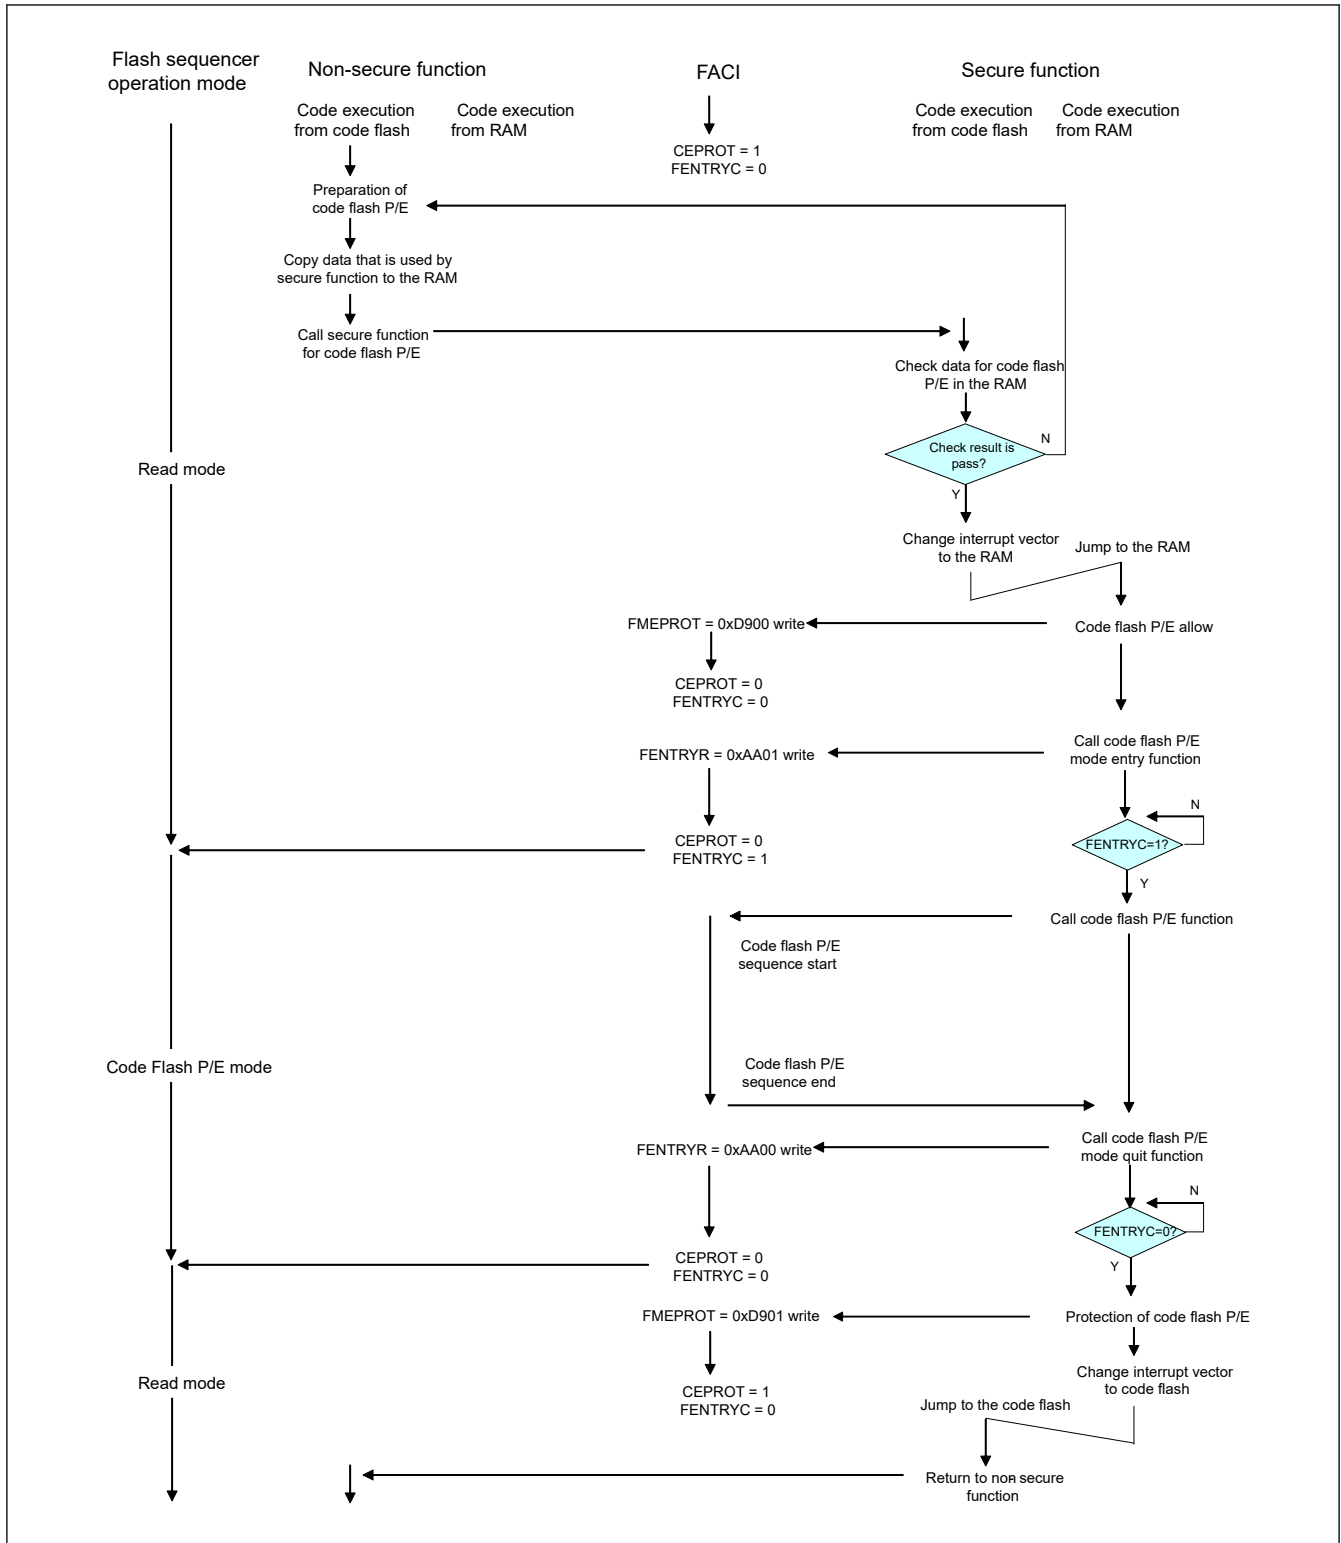 Flash sequencer
operation mode
Non-secure function
FACI
Secure function
Code execution
from code flash
Code execution
from RAM
Code execution
from code flash
Code execution
from RAM
CEPROT = 1
FENTRYC = 0
Preparation of
code flash P/E
Copy data that is used by
secure function to the RAM
Call secure function
for code flash P/E
Check data for code flash
P/E in the RAM
Check result is
pass?
N
Y
Read mode
Change interrupt vector
to the RAM
Jump to the RAM
FMEPROT = 0xD900 write
Code flash P/E allow
CEPROT = 0
FENTRYC = 0
FENTRYR = 0xAA01 write
Call code flash P/E
mode entry function
N
CEPROT = 0
FENTRYC = 1
FENTRYC=1?
Y
Call code flash P/E function
Code flash P/E
sequence start
Code Flash P/E mode
Code flash P/E
sequence end
FENTRYR = 0xAA00 write
Call code flash P/E
mode quit function
N
FENTRYC=0?
Y
CEPROT = 0
FENTRYC = 0
FMEPROT = 0xD901 write
Protection of code flash P/E
Read mode
CEPROT = 1
FENTRYC = 0
Change interrupt vector
to code flash
Jump to the code flash
Return to non-secure
function